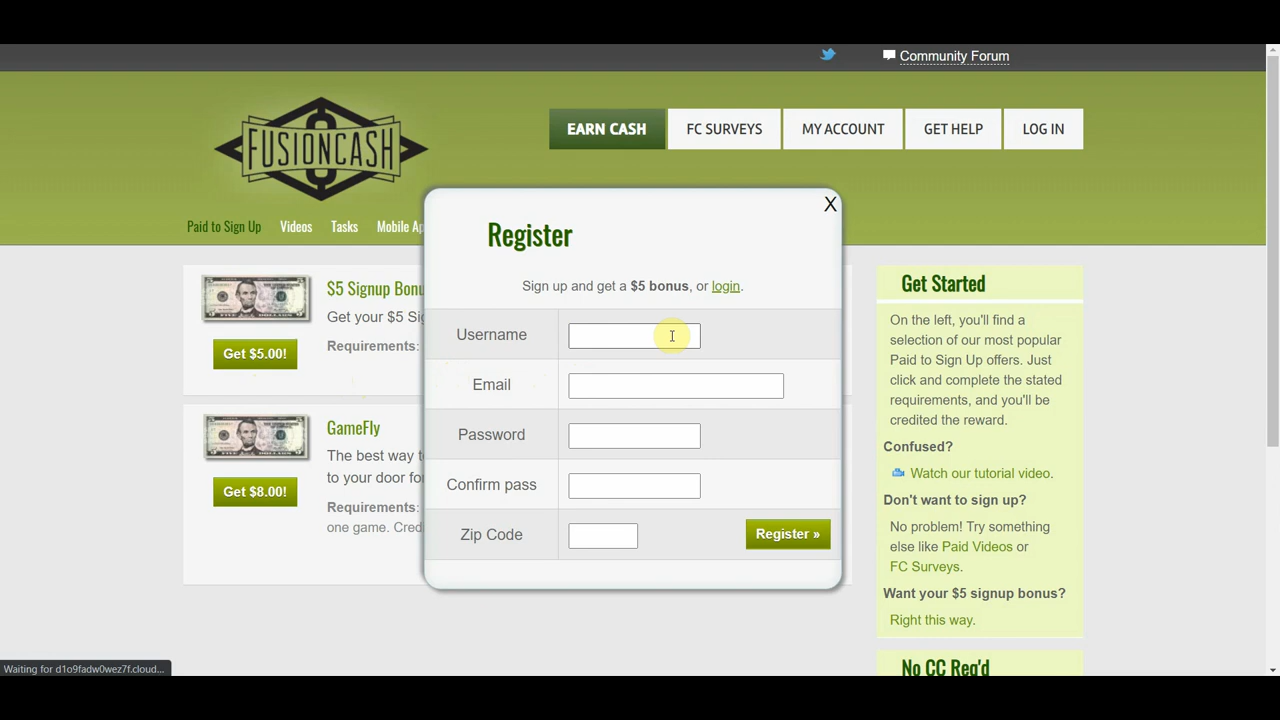 Community Forum
FUSIONCASH
EARN CASH
FC SURVEYS
MY ACCOUNT
GET HELP
LOG IN
Paid to Sign Up
Videos
Tasks
Mobile Ap
X
Register
Sign up and get a $5 bonus, or login.
Username
Email
Password
Confirm pass
Zip Code
Register »
$5 Signup Bonu
Get your $5 Si
Requirements:
Get $5.00!
GameFly
The best way t
to your door for
Requirements:
one game. Cred
Get $8.00!
Get Started
On the left, you'll find a
selection of our most popular
Paid to Sign Up offers. Just
click and complete the stated
requirements, and you'll be
credited the reward.
Confused?
Watch our tutorial video.
Don't want to sign up?
No problem! Try something
else like Paid Videos or
FC Surveys.
Want your $5 signup bonus?
Right this way.
No CC Req'd
Waiting for d1o9fadw0wez7f.cloud...